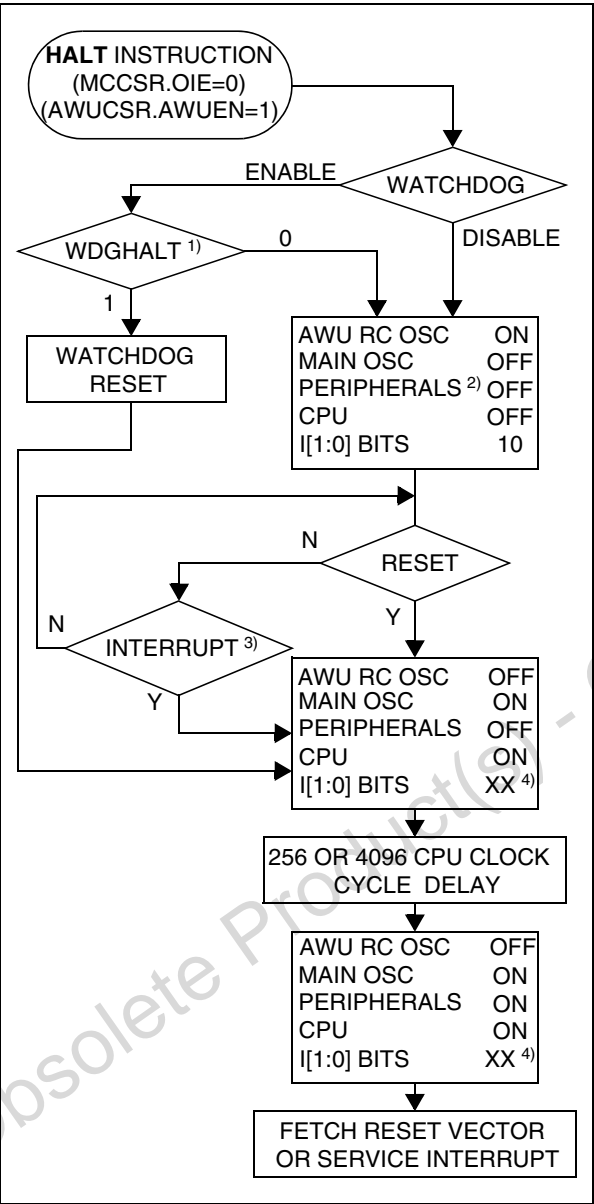 HALT INSTRUCTION
(MCCSR.OIE=0)
(AWUCSR.AWUEN=1)
ENABLE
WATCHDOG
WDGHALT 1)
0
DISABLE
1
WATCHDOG
RESET
AWU RC OSC ON
MAIN OSC OFF
PERIPHERALS 2) OFF
CPU OFF
I[1:0] BITS 10
N
RESET
N
INTERRUPT 3)
Y
Y
AWU RC OSC OFF
MAIN OSC ON
PERIPHERALS OFF
CPU ON
I[1:0] BITS XX 4)
256 OR 4096 CPU CLOCK
CYCLE DELAY
AWU RC OSC OFF
MAIN OSC ON
PERIPHERALS ON
CPU ON
I[1:0] BITS XX 4)
FETCH RESET VECTOR
OR SERVICE INTERRUPT
Obsolete Product(s) -